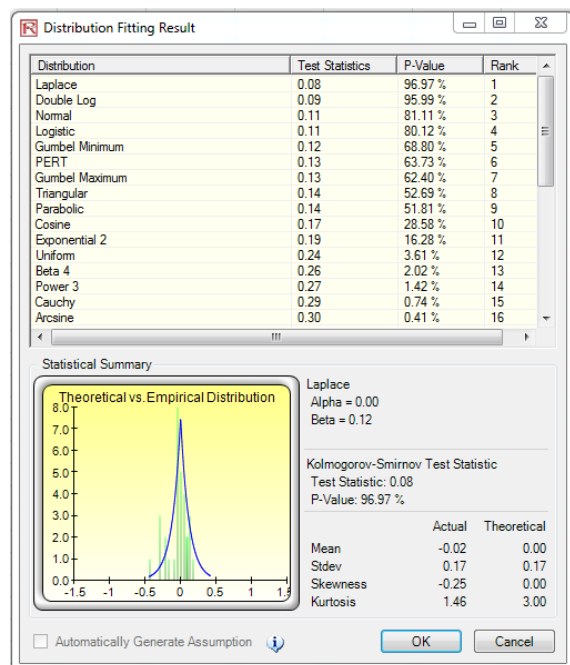 Distribution Fitting Result
Distribution Test Statistics P-Value Rank
Laplace 0.08 96.97 % 1
Double Log 0.09 95.99 % 2
Normal 0.11 81.11 % 3
Logistic 0.11 80.12 % 4
Gumbel Minimum 0.12 68.80 % 5
PERT 0.13 63.73 % 6
Gumbel Maximum 0.13 62.40 % 7
Triangular 0.14 52.69 % 8
Parabolic 0.14 51.81 % 9
Cosine 0.17 28.58 % 10
Exponential 2 0.19 16.28 % 11
Uniform 0.24 3.61 % 12
Beta 4 0.26 2.02 % 13
Power 3 0.27 1.42 % 14
Cauchy 0.29 0.74 % 15
Arcsine 0.30 0.41 % 16
Statistical Summary
Theoretical vs. Empirical Distribution
8.0
7.0
6.0
5.0
4.0
3.0
2.0
1.0
0.0
-1.5 -1 -0.5 0 0.5 1 1.5
Laplace
Alpha = 0.00
Beta = 0.12
Kolmogorov-Smirnov Test Statistic
Test Statistic: 0.08
P-Value: 96.97 %
Actual Theoretical
Mean -0.02 0.00
Stdev 0.17 0.17
Skewness -0.25 0.00
Kurtosis 1.46 3.00
Automatically Generate Assumption
OK Cancel